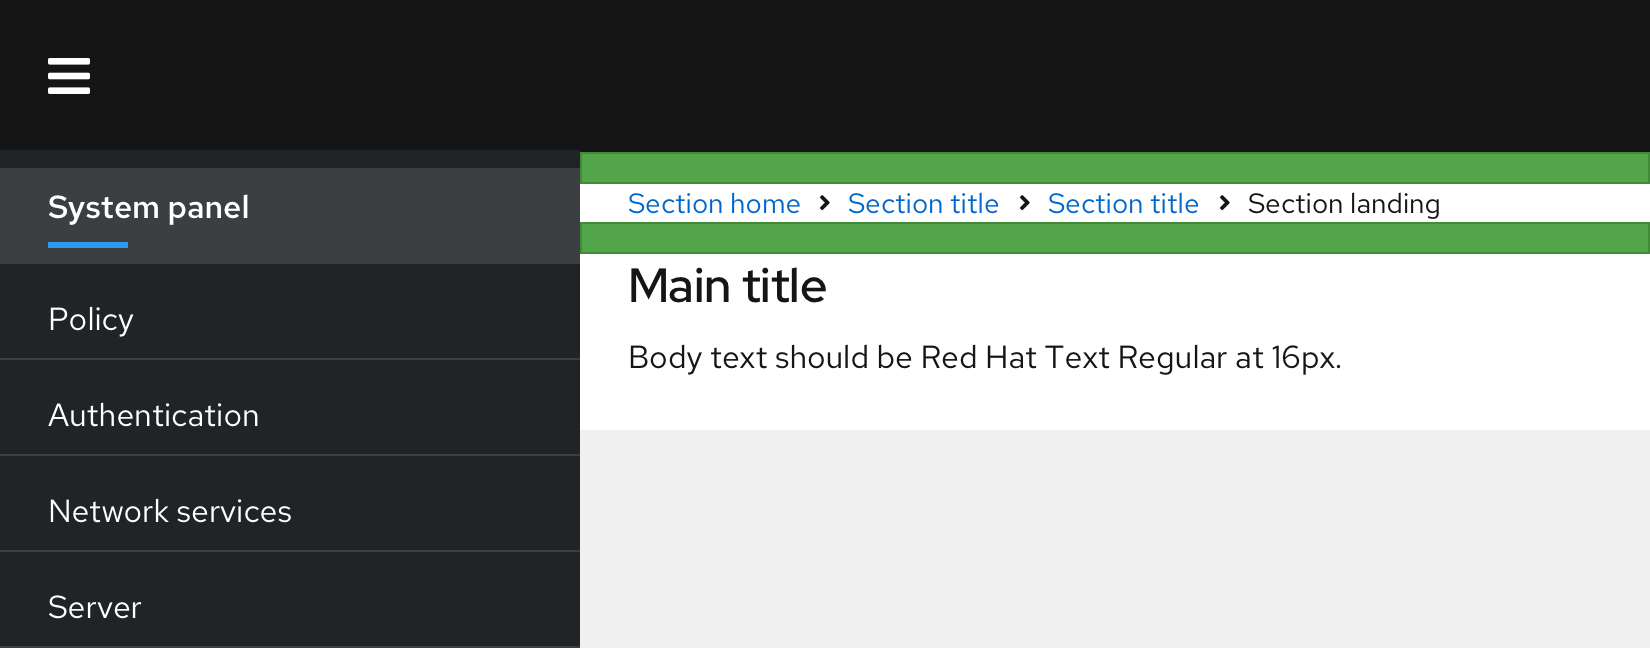 System panel
Policy
Authentication
Network services
Server
Section home > Section title > Section title > Section landing
Main title
Body text should be Red Hat Text Regular at 16px.